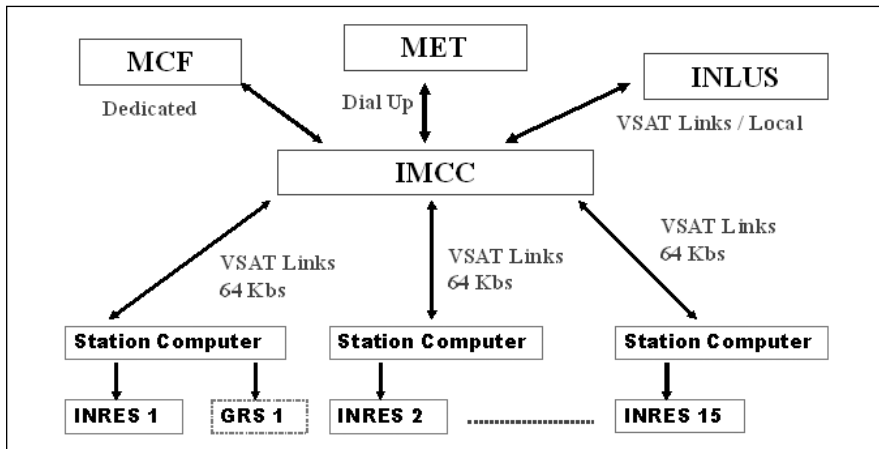 MCF
MET
INLUS
Dedicated
Dial Up
VSAT Links / Local
IMCC
VSAT Links
64 Kbs
VSAT Links
64 Kbs
VSAT Links
64 Kbs
Station Computer
Station Computer
Station Computer
INRES 1
GRS 1
INRES 2
INRES 15